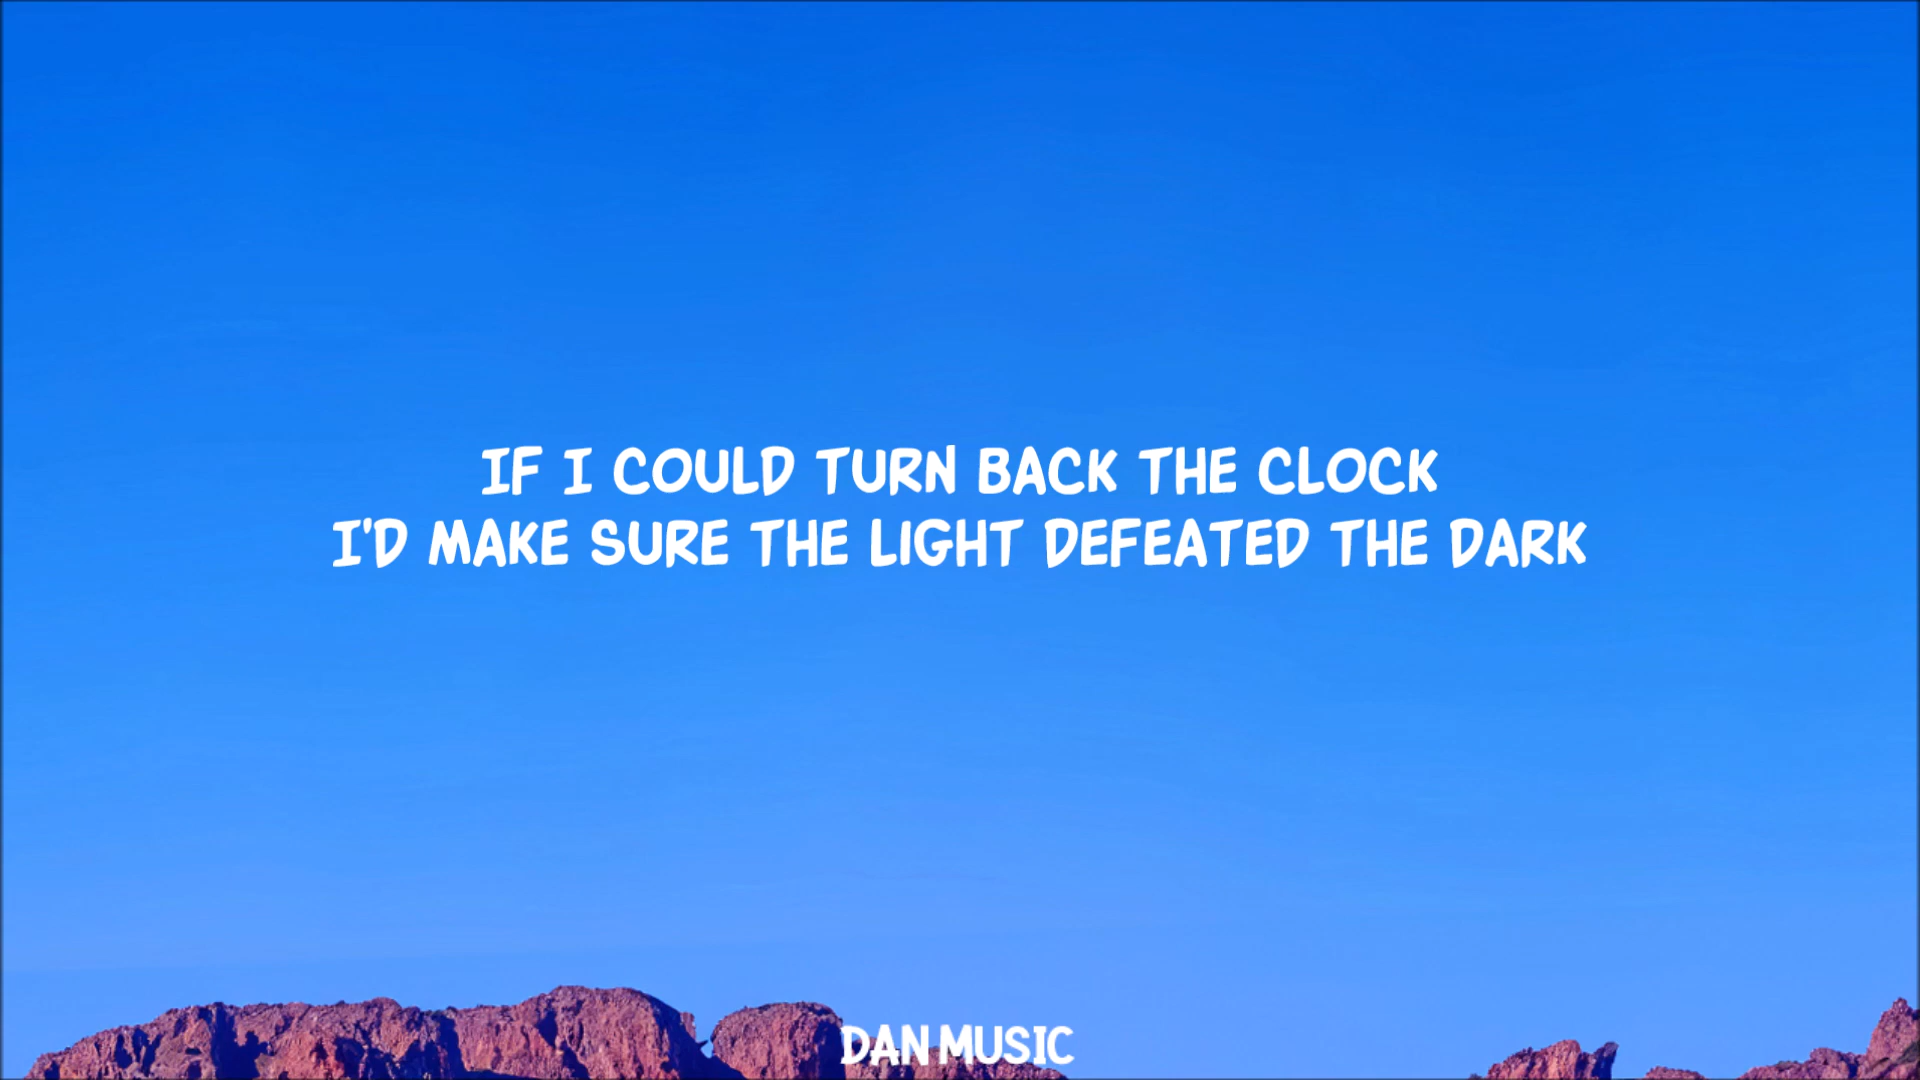 IF I COULD TURN BACK THE CLOCK
I'D MAKE SURE THE LIGHT DEFEATED THE DARK
DAN MUSIC